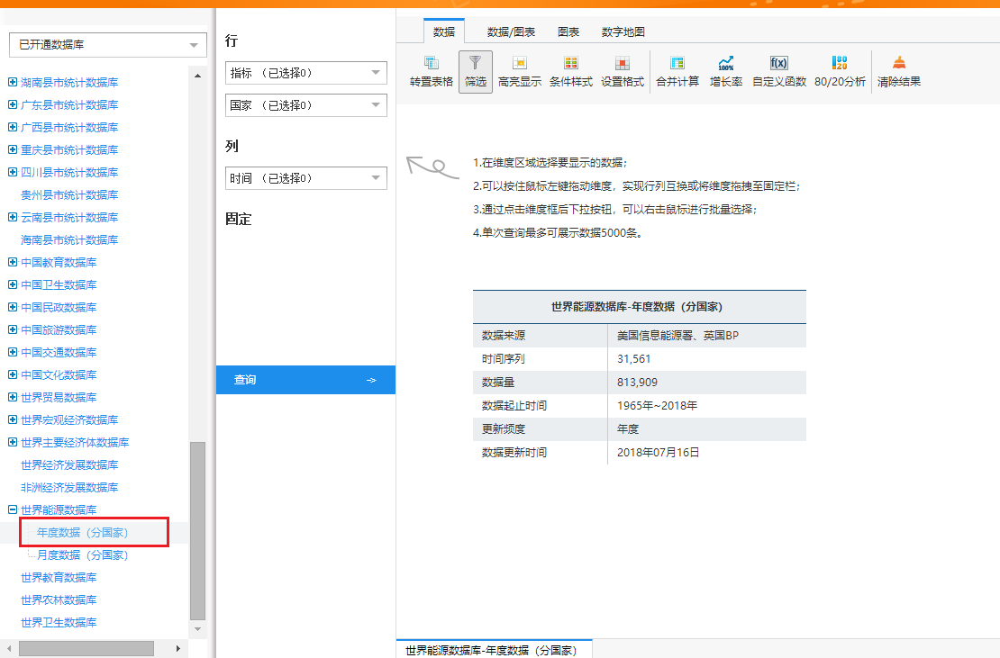 已开通数据库
湖南县市统计数据库
广东县市统计数据库
广西县市统计数据库
重庆县市统计数据库
四川县市统计数据库
贵州县市统计数据库
云南县市统计数据库
海南县市统计数据库
中国教育数据库
中国卫生数据库
中国民政数据库
中国旅游数据库
中国交通数据库
中国文化数据库
世界贸易数据库
世界宏观经济数据库
世界主要经济体数据库
世界经济发展数据库
非洲经济发展数据库
世界能源数据库
年度数据（分国家）
月度数据（分国家）
世界教育数据库
世界农林数据库
世界卫生数据库
行
指标 （已选择0）
国家 （已选择0）
列
时间 （已选择0）
固定
查询
数据 数据/图表 图表 数字地图
转置表格 筛选 高亮显示 条件样式 设置格式 合并计算 100% 增长率 f(x) 自定义函数 80 20 80/20分析 清除结果
1.在维度区域选择要显示的数据；
2.可以按住鼠标左键拖动维度，实现行列互换或将维度拖拽至固定栏；
3.通过点击维度框后下拉按钮，可以右击鼠标进行批量选择；
4.单次查询最多可展示数据5000条。
世界能源数据库-年度数据（分国家）
数据来源 美国信息能源署、英国BP
时间序列 31,561
数据量 813,909
数据起止时间 1965年~2018年
更新频度 年度
数据更新时间 2018年07月16日
世界能源数据库-年度数据（分国家）